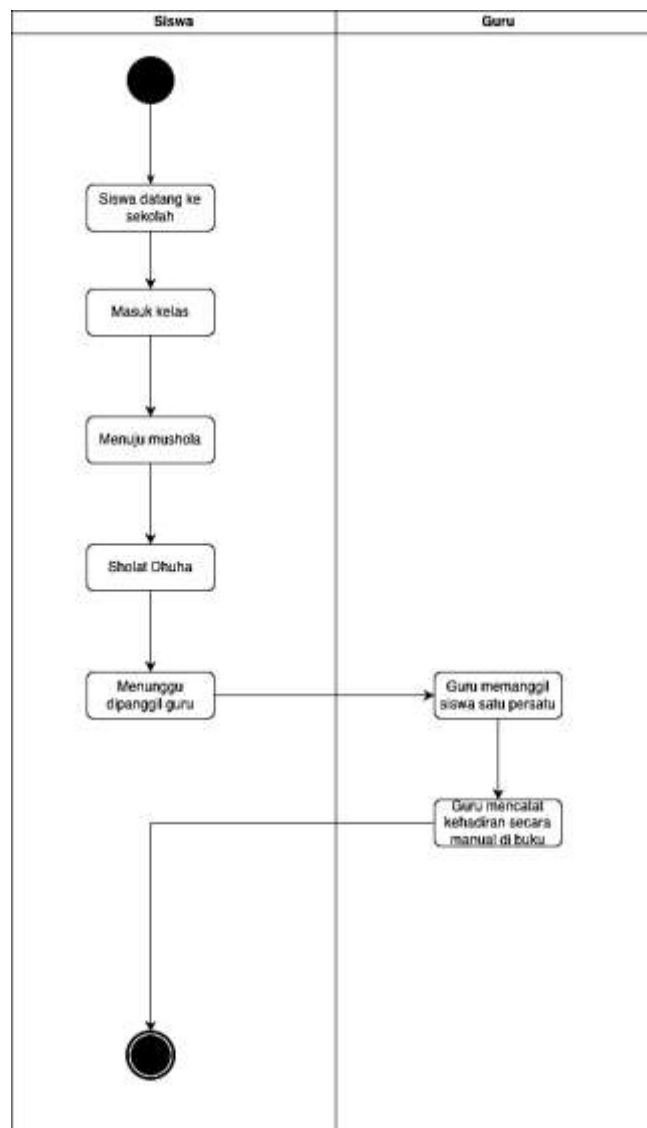 Siswa
Guru
Siswa datang ke
sekolah
Masuk kelas
Menuju mushola
Sholat Dhuha
Menunggu
dipanggil guru
Guru memanggil
siswa satu persatu
Guru mencatat
kehadiran secara
manual di buku